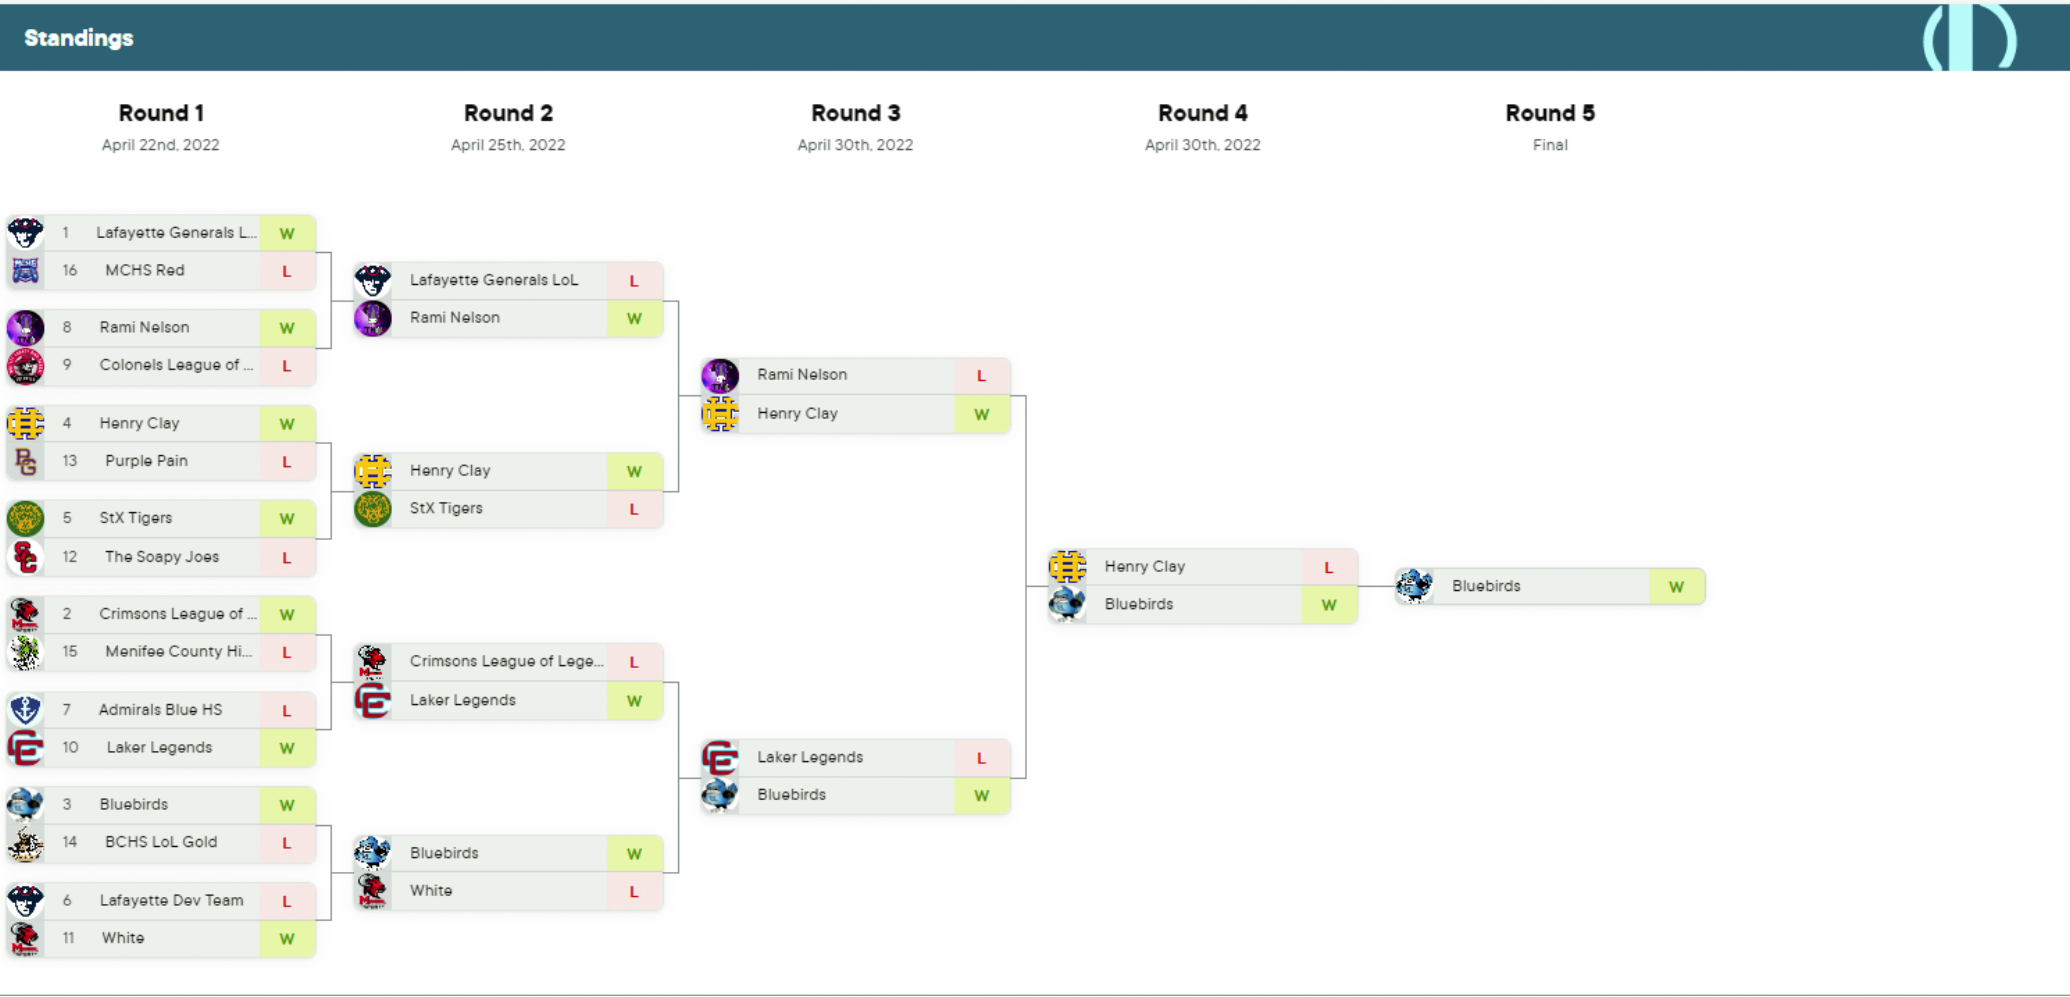 Standings
Round 1
April 22nd, 2022
Round 2
April 25th, 2022
Round 3
April 30th, 2022
Round 4
April 30th, 2022
Round 5
Final
1 Lafayette Generals L... W
16 MCHS Red L
8 Rami Nelson W
9 Colonels League of ... L
4 Henry Clay W
13 Purple Pain L
5 StX Tigers W
12 The Soapy Joes L
2 Crimsons League of ... W
15 Menifee County Hi... L
7 Admirals Blue HS L
10 Laker Legends W
3 Bluebirds W
14 BCHS LoL Gold L
6 Lafayette Dev Team L
11 White W
Lafayette Generals LoL L
Rami Nelson W
Henry Clay W
StX Tigers L
Crimsons League of Lege... L
Laker Legends W
Bluebirds W
White L
Rami Nelson L
Henry Clay W
Laker Legends L
Bluebirds W
Henry Clay L
Bluebirds W
Bluebirds W